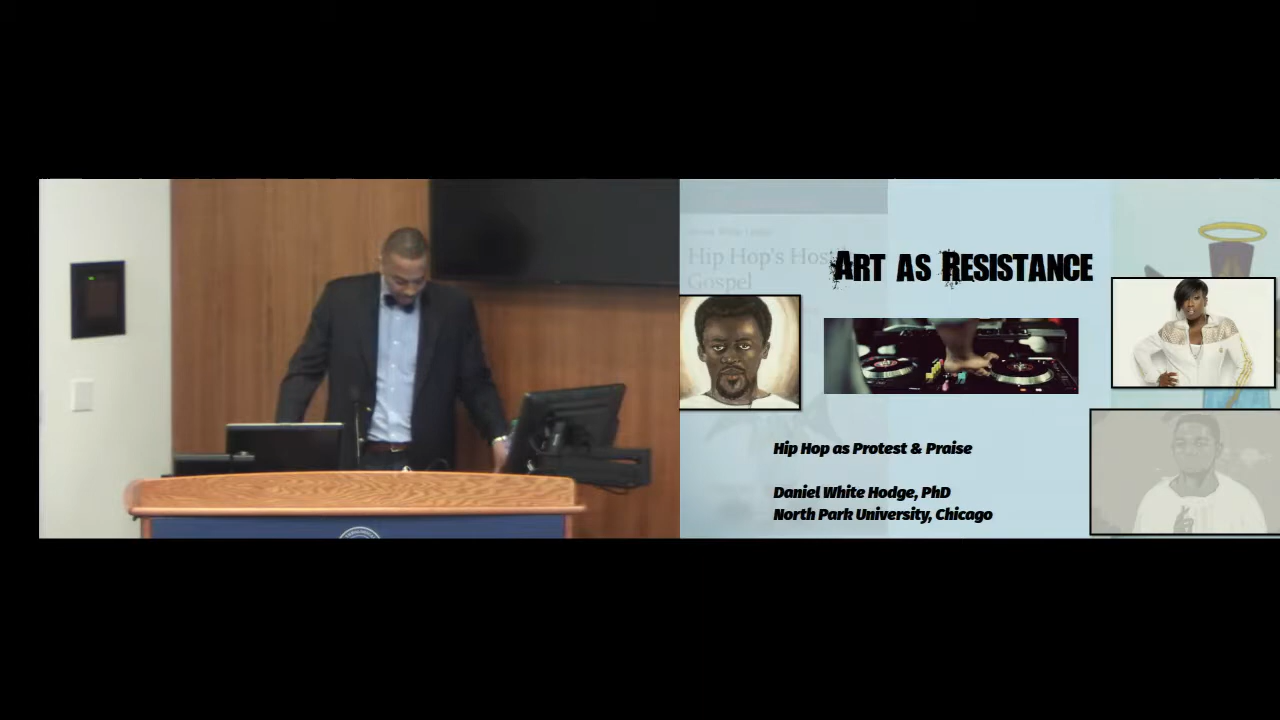 Hip Hop's Hos
Gospel
Art as Resistance
Hip Hop as Protest & Praise
Daniel White Hodge, PhD
North Park University, Chicago